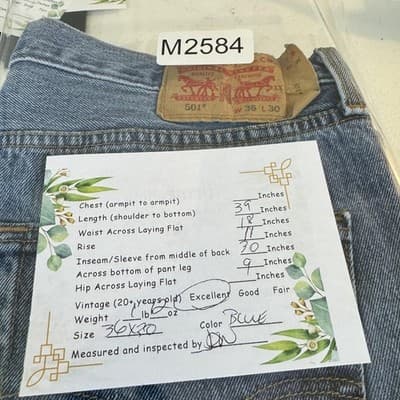 M2584
501® W 36 L 30
Chest (armpit to armpit) Inches
Length (shoulder to bottom) 39 Inches
Waist Across Laying Flat 18 Inches
Rise 11 Inches
Inseam/Sleeve from middle of back 30 Inches
Across bottom of pant leg 9 Inches
Hip Across Laying Flat Inches
Vintage (20+ years old) Excellent Good Fair
Weight 1 lb 12 oz
Size 36x30 Color BLUE
Measured and inspected by